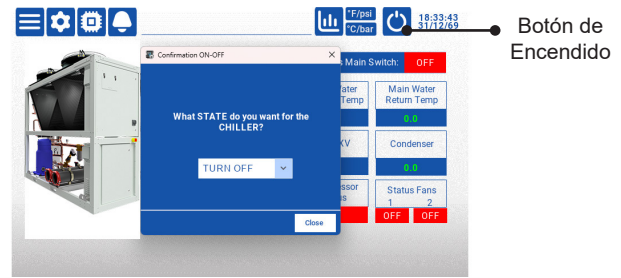 °F/psi
°C/bar
18:33:43
31/12/69
Botón de
Encendido
Confirmation ON-OFF
Main Switch:
OFF
What STATE do you want for the
CHILLER?
TURN OFF
Close
Temp
Main Water
Return Temp
0.0
Condenser
0.0
Status Fans
1 2
OFF OFF